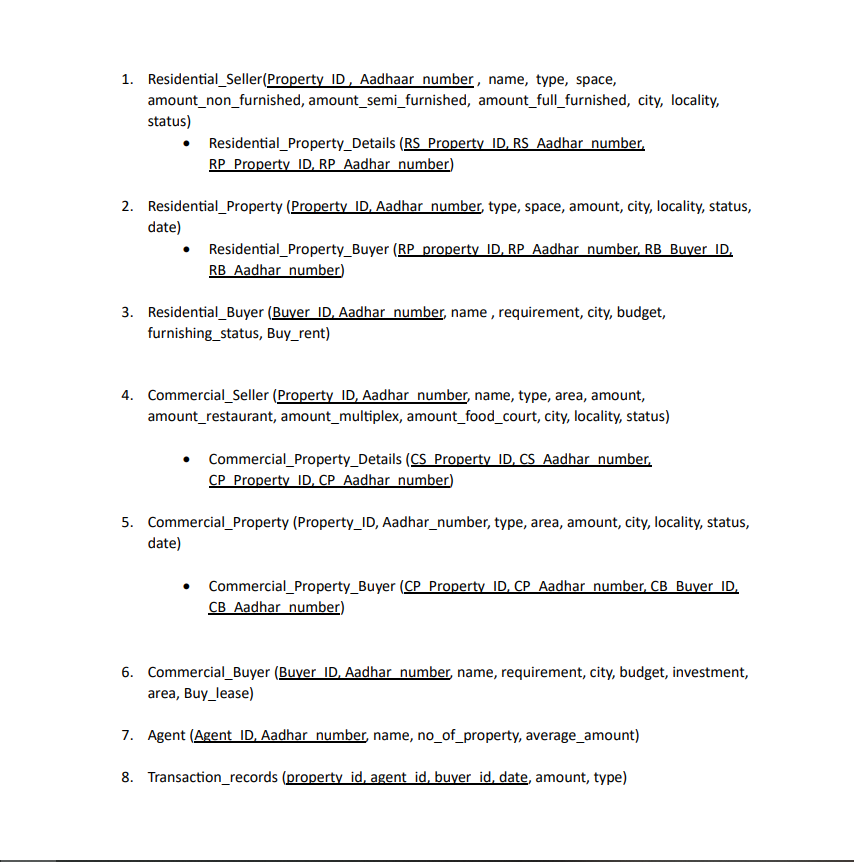 1. Residential_Seller(Property_ID , Aadhaar_number , name, type, space,
amount_non_furnished, amount_semi_furnished, amount_full_furnished, city, locality,
status)
• Residential_Property_Details (RS_Property_ID, RS_Aadhar_number,
RP_Property_ID, RP_Aadhar_number)
2. Residential_Property (Property_ID, Aadhar_number, type, space, amount, city, locality, status,
date)
• Residential_Property_Buyer (RP_property_ID, RP_Aadhar_number, RB_Buyer_ID,
RB_Aadhar_number)
3. Residential_Buyer (Buyer_ID, Aadhar_number, name , requirement, city, budget,
furnishing_status, Buy_rent)
4. Commercial_Seller (Property_ID, Aadhar_number, name, type, area, amount,
amount_restaurant, amount_multiplex, amount_food_court, city, locality, status)
• Commercial_Property_Details (CS_Property_ID, CS_Aadhar_number,
CP_Property_ID, CP_Aadhar_number)
5. Commercial_Property (Property_ID, Aadhar_number, type, area, amount, city, locality, status,
date)
• Commercial_Property_Buyer (CP_Property_ID, CP_Aadhar_number, CB_Buyer_ID,
CB_Aadhar_number)
6. Commercial_Buyer (Buyer_ID, Aadhar_number, name, requirement, city, budget, investment,
area, Buy_lease)
7. Agent (Agent_ID, Aadhar_number, name, no_of_property, average_amount)
8. Transaction_records (property_id, agent_id, buyer_id, date, amount, type)